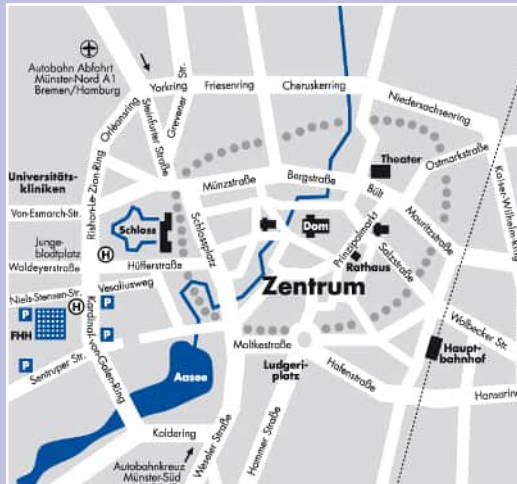 Autobahn Abfahrt
Münster-Nord A1
Bremen/Hamburg
Yorkring
Friesenring
Cheruskerring
Niedersachsenring
Orléansring
Steinfurter Straße
Grevener Str.
Rishon-Le-Zion-Ring
Kaiser-Wilhelm-Ring
Theater
Ostmarkstraße
Universitäts-
kliniken
Münzstraße
Bergstraße
Bült
Von-Esmarch-Str.
Mauritzstraße
Schloss
Schlossplatz
Dom
Prinzipalmarkt
Salzstraße
Junge-
blodtplatz
H
Waldeyerstraße
Hüfferstraße
Rathaus
Vesaliusweg
Niels-Stensen-Str.
Zentrum
H
P
P
FHH
P
P
Kardinal-von-Galen-Ring
Wolbecker Str.
Moltkestraße
Haupt-
bahnhof
Sentruper Str.
Aasee
Ludgeri-
platz
Hafenstraße
Hansaring
Koldering
Weseler Straße
Hammer Straße
Autobahnkreuz
Münster-Süd